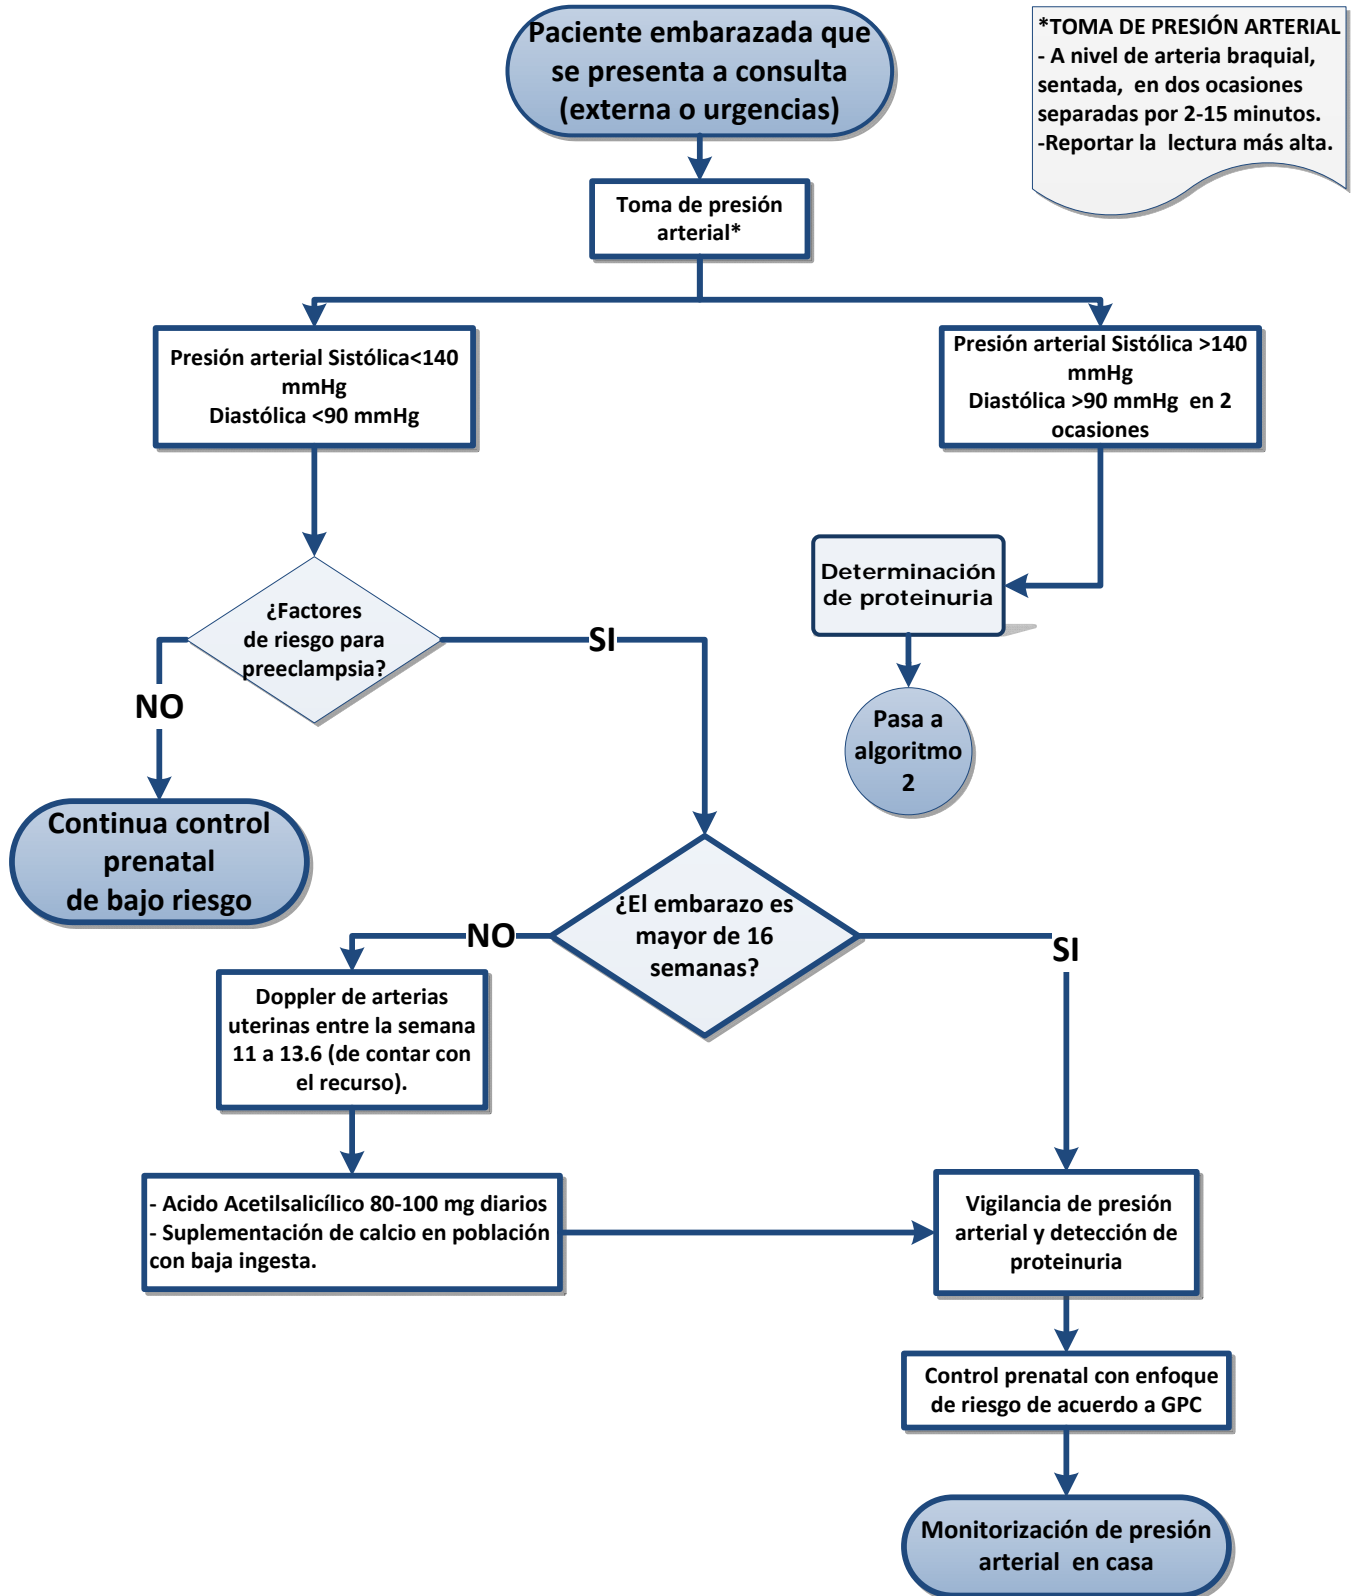 Paciente embarazada que
se presenta a consulta
(externa o urgencias)
*TOMA DE PRESIÓN ARTERIAL
- A nivel de arteria braquial,
sentada, en dos ocasiones
separadas por 2-15 minutos.
-Reportar la lectura más alta.
Toma de presión
arterial*
Presión arterial Sistólica<140
mmHg
Diastólica <90 mmHg
Presión arterial Sistólica >140
mmHg
Diastólica >90 mmHg en 2
ocasiones
Determinación
de proteinuria
¿Factores
de riesgo para
preeclampsia?
SI
NO
Pasa a
algoritmo
2
Continua control
prenatal
de bajo riesgo
¿El embarazo es
mayor de 16
semanas?
NO
SI
Doppler de arterias
uterinas entre la semana
11 a 13.6 (de contar con
el recurso).
- Acido Acetilsalicílico 80-100 mg diarios
- Suplementación de calcio en población
con baja ingesta.
Vigilancia de presión
arterial y detección de
proteinuria
Control prenatal con enfoque
de riesgo de acuerdo a GPC
Monitorización de presión
arterial en casa